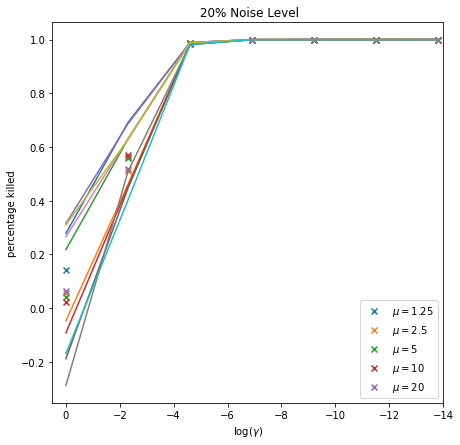 20% Noise Level
percentage killed
1.0
0.8
0.6
0.4
0.2
0.0
−0.2
μ = 1.25
μ = 2.5
μ = 5
μ = 10
μ = 20
0 −2 −4 −6 −8 −10 −12 −14
log(γ)